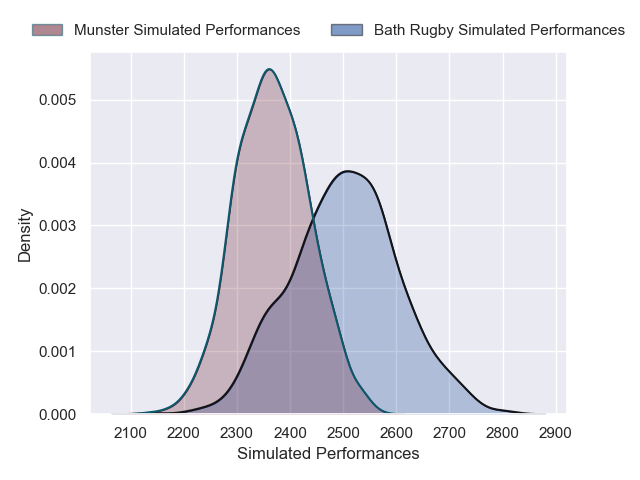 Munster Simulated Performances Bath Rugby Simulated Performances
0.005
0.004
0.003
0.002
0.001
0.000
Density
2100 2200 2300 2400 2500 2600 2700 2800 2900
Simulated Performances